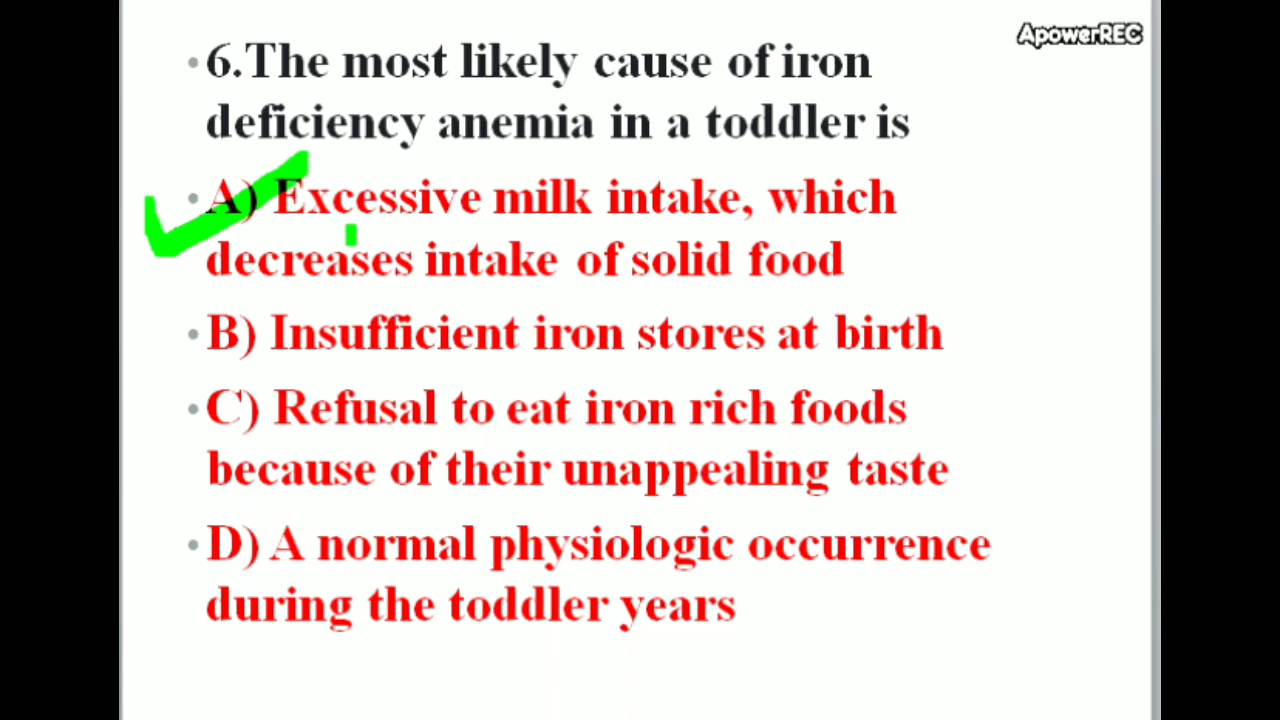 ApowerREC
•6.The most likely cause of iron
deficiency anemia in a toddler is
•A) Excessive milk intake, which
decreases intake of solid food
•B) Insufficient iron stores at birth
•C) Refusal to eat iron rich foods
because of their unappealing taste
•D) A normal physiologic occurrence
during the toddler years